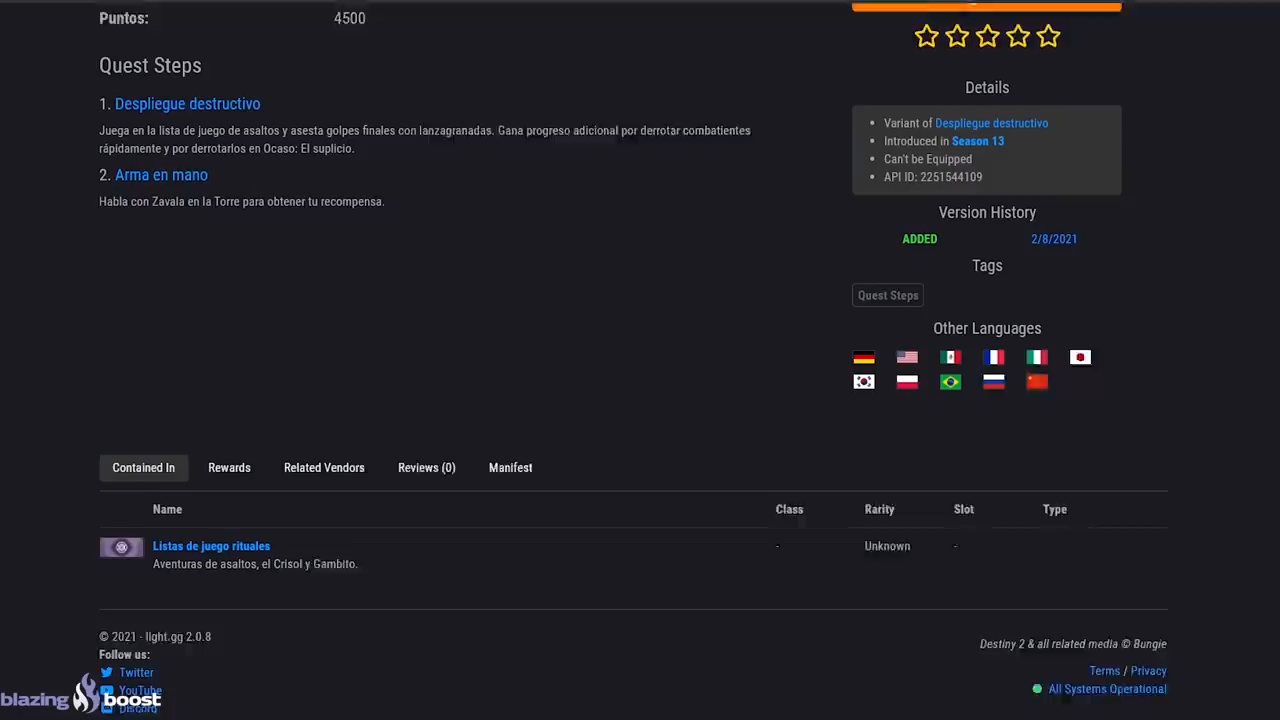 Puntos: 4500
Quest Steps
1. Despliegue destructivo
Juega en la lista de juego de asaltos y asesta golpes finales con lanzagranadas. Gana progreso adicional por derrotar combatientes
rápidamente y por derrotarlos en Ocaso: El suplicio.
2. Arma en mano
Habla con Zavala en la Torre para obtener tu recompensa.
Details
Variant of Despliegue destructivo
Introduced in Season 13
Can't be Equipped
API ID: 2251544109
Version History
ADDED 2/8/2021
Tags
Quest Steps
Other Languages
Contained In Rewards Related Vendors Reviews (0) Manifest
Name Class Rarity Slot Type
Listas de juego rituales - Unknown -
Aventuras de asaltos, el Crisol y Gambito.
© 2021 - light.gg 2.0.8
Follow us:
Twitter
YouTube
Discord
blazing boost
Destiny 2 & all related media © Bungie
Terms / Privacy
All Systems Operational